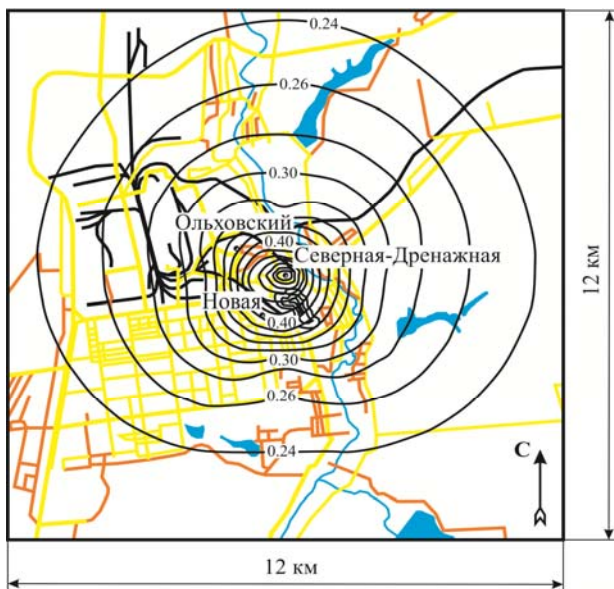 0.24
0.26
0.30
Ольховский
0.40
Северная-Дренажная
Новая
0.40
0.30
0.26
0.24
С
12 км
12 км